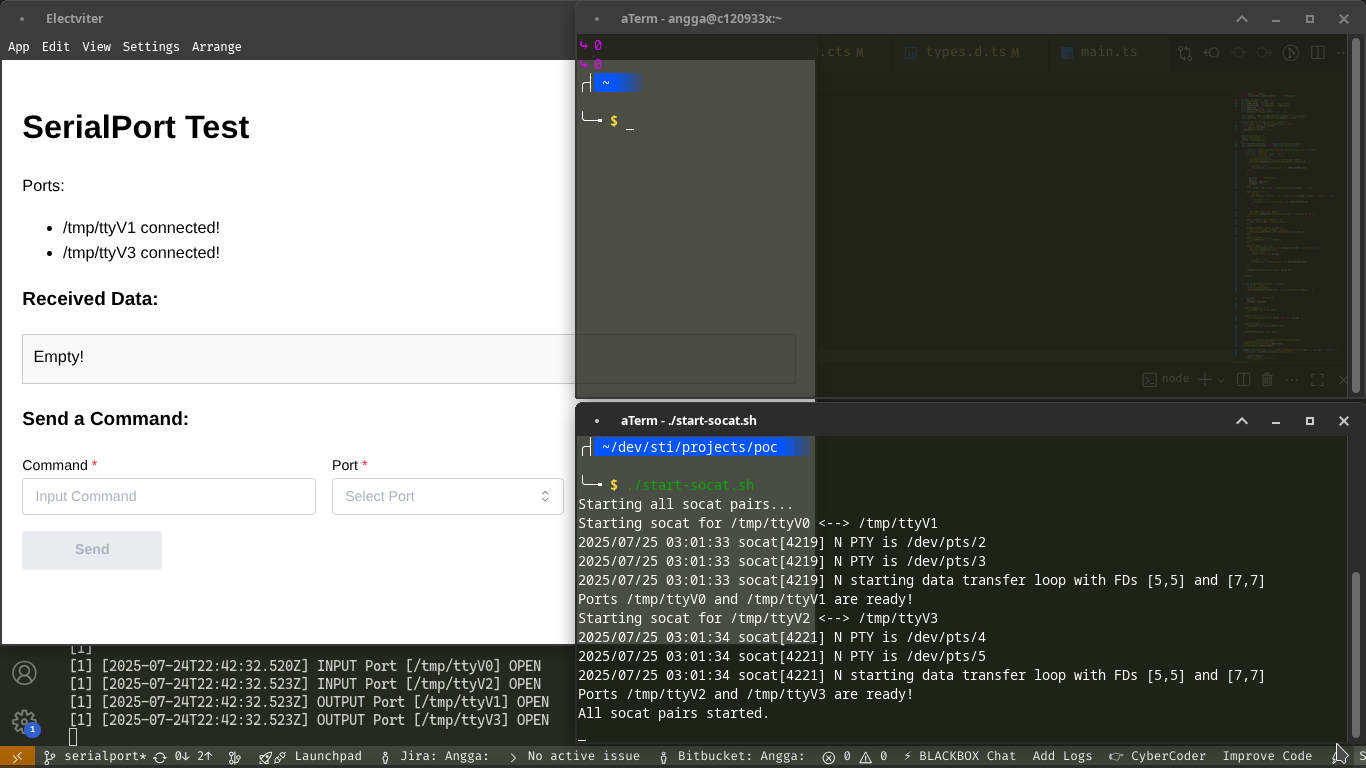 Electviter
App Edit View Settings Arrange
SerialPort Test
Ports:
/tmp/ttyV1 connected!
/tmp/ttyV3 connected!
Received Data:
Empty!
Send a Command:
Command *
Port *
Input Command
Select Port
Send
aTerm - angga@c120933x:~
0
0
.cts M
types.d.ts M
main.ts
~
$ _
node
aTerm - ./start-socat.sh
~/dev/sti/projects/poc
$ ./start-socat.sh
Starting all socat pairs...
Starting socat for /tmp/ttyV0 <--> /tmp/ttyV1
2025/07/25 03:01:33 socat[4219] N PTY is /dev/pts/2
2025/07/25 03:01:33 socat[4219] N PTY is /dev/pts/3
2025/07/25 03:01:33 socat[4219] N starting data transfer loop with FDs [5,5] and [7,7]
Ports /tmp/ttyV0 and /tmp/ttyV1 are ready!
Starting socat for /tmp/ttyV2 <--> /tmp/ttyV3
2025/07/25 03:01:34 socat[4221] N PTY is /dev/pts/4
2025/07/25 03:01:34 socat[4221] N PTY is /dev/pts/5
2025/07/25 03:01:34 socat[4221] N starting data transfer loop with FDs [5,5] and [7,7]
Ports /tmp/ttyV2 and /tmp/ttyV3 are ready!
All socat pairs started.
_
[1]
[1] [2025-07-24T22:42:32.520Z] INPUT Port [/tmp/ttyV0] OPEN
[1] [2025-07-24T22:42:32.523Z] INPUT Port [/tmp/ttyV2] OPEN
[1] [2025-07-24T22:42:32.523Z] OUTPUT Port [/tmp/ttyV1] OPEN
[1] [2025-07-24T22:42:32.523Z] OUTPUT Port [/tmp/ttyV3] OPEN
1
serialport* 0↓ 2↑ Launchpad Jira: Angga: No active issue Bitbucket: Angga: 0 0 BLACKBOX Chat Add Logs CyberCoder Improve Code